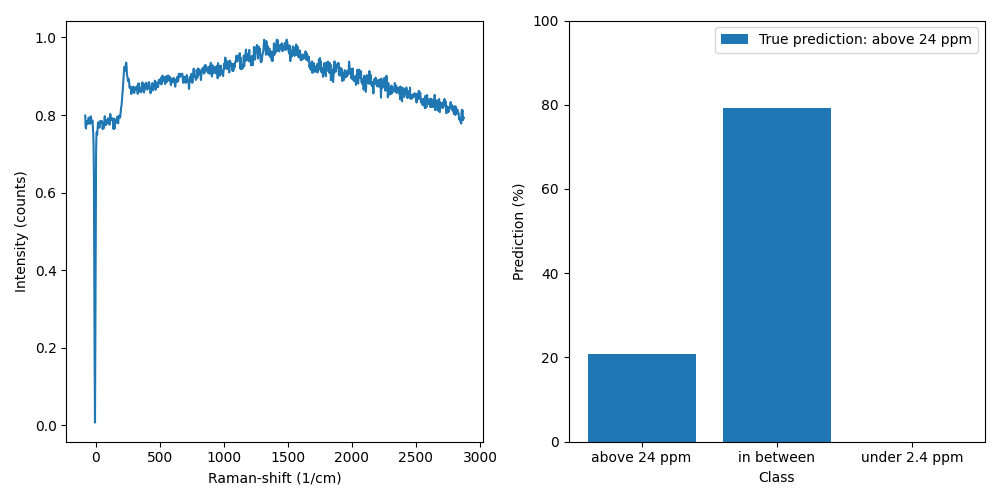 1.0
0.8
0.6
0.4
0.2
0.0
Intensity (counts)
0 500 1000 1500 2000 2500 3000
Raman-shift (1/cm)
100
80
60
40
20
0
Prediction (%)
True prediction: above 24 ppm
above 24 ppm in between under 2.4 ppm
Class